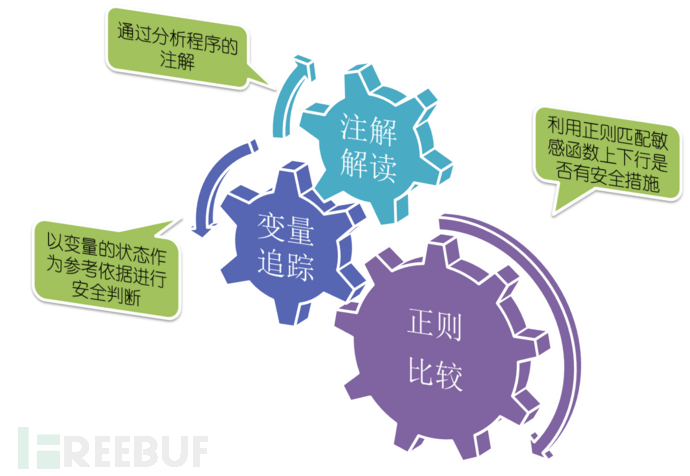 通过分析程序的
注解
注解
解读
利用正则匹配敏
感函数上下行是
否有安全措施
变量
追踪
以变量的状态作
为参考依据进行
安全判断
正则
比较
FREEBUF